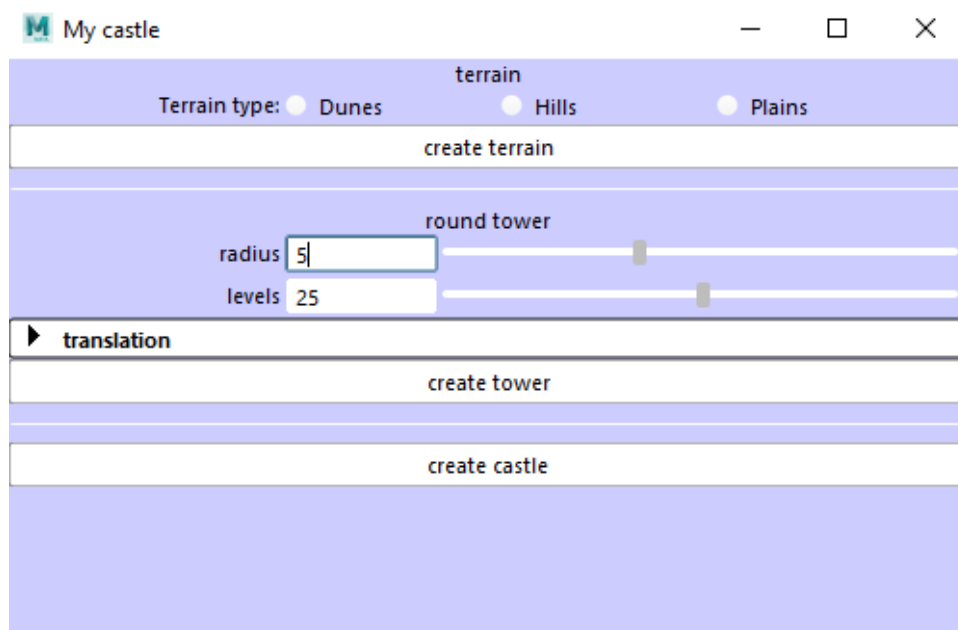 My castle
terrain
Terrain type: Dunes Hills Plains
create terrain
round tower
radius 5
levels 25
translation
create tower
create castle